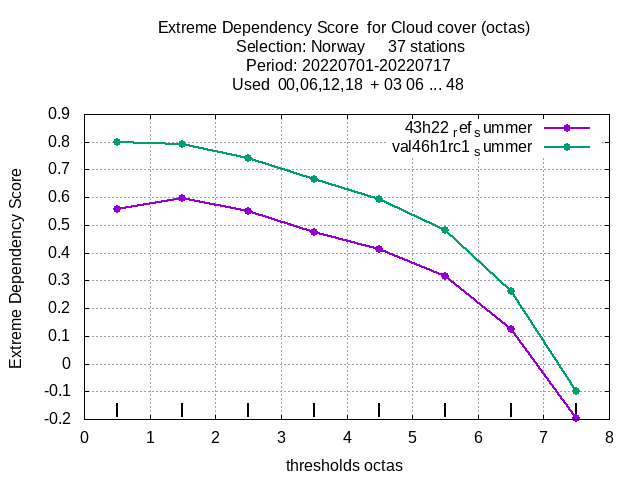 Extreme Dependency Score  for Cloud cover (octas)
Selection: Norway     37 stations
Period: 20220701-20220717
Used  00,06,12,18  + 03 06 ... 48
43h22 ref summer
val46h1rc1 summer
Extreme Dependency Score
0.9
0.8
0.7
0.6
0.5
0.4
0.3
0.2
0.1
0
-0.1
-0.2
0 1 2 3 4 5 6 7 8
thresholds octas